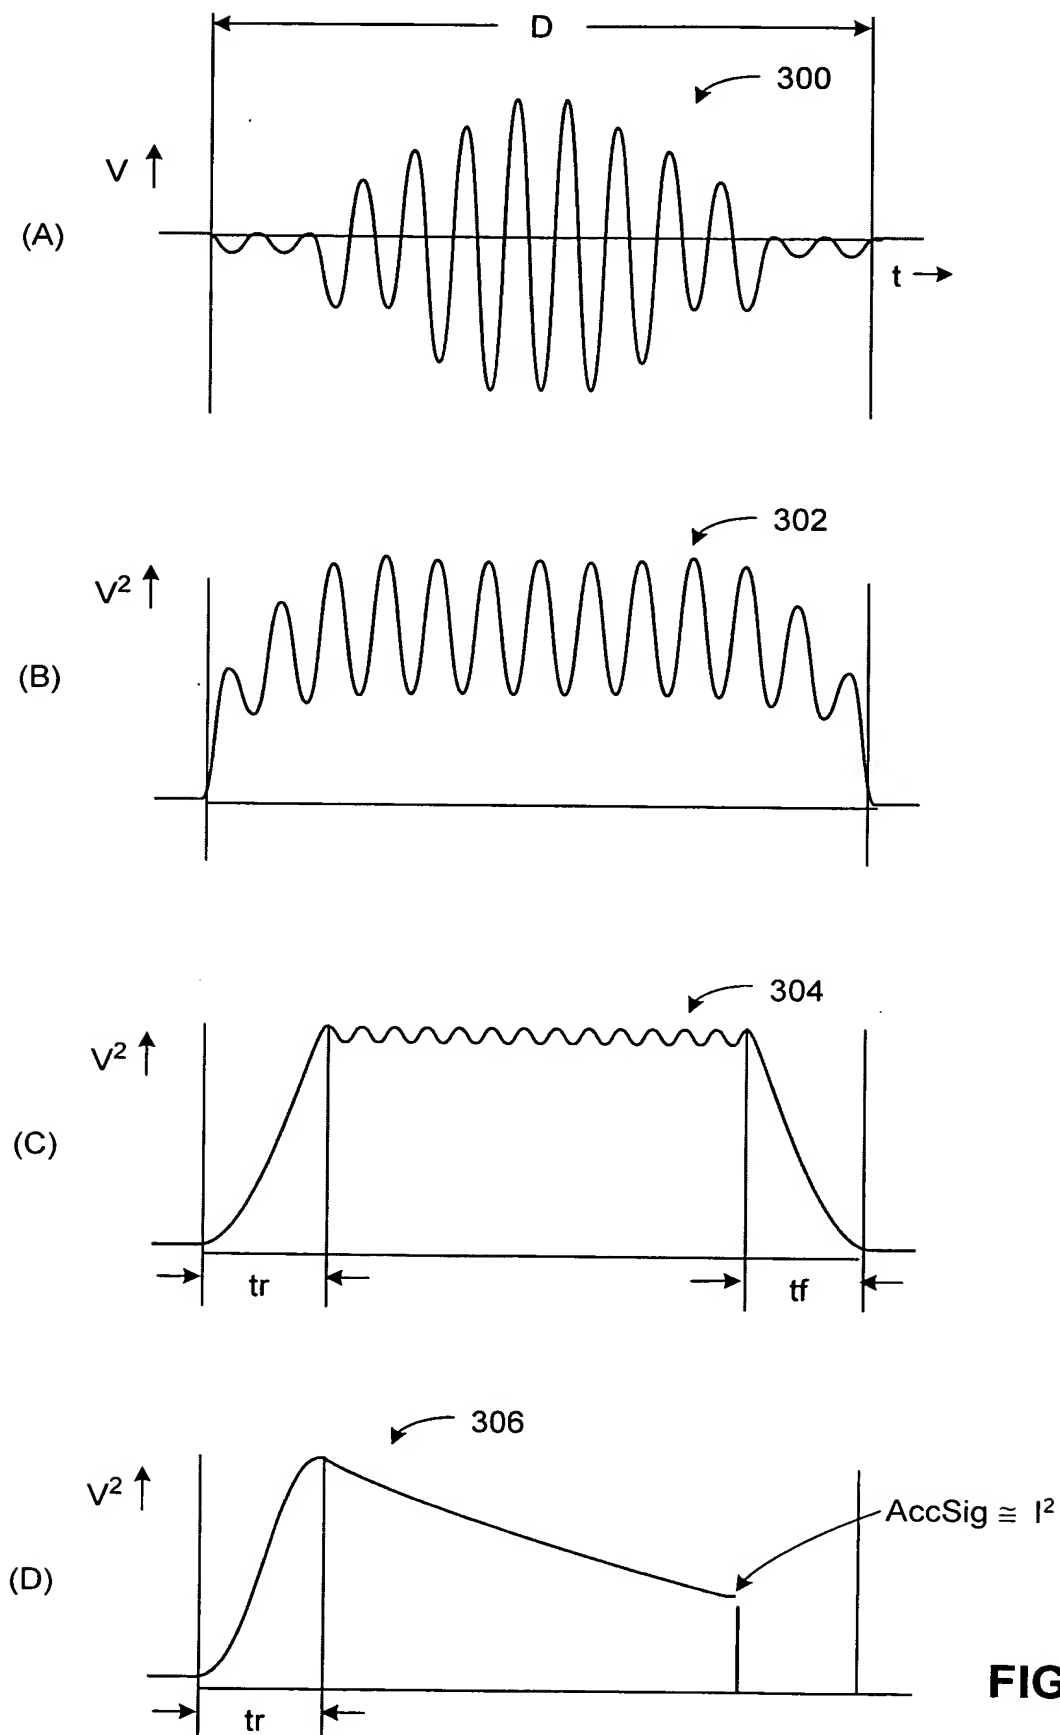 D
300
V ↑
(A)
t →
302
V² ↑
(B)
304
V² ↑
(C)
tr
tf
306
V² ↑
AccSig ≅ I²
(D)
FIG
tr